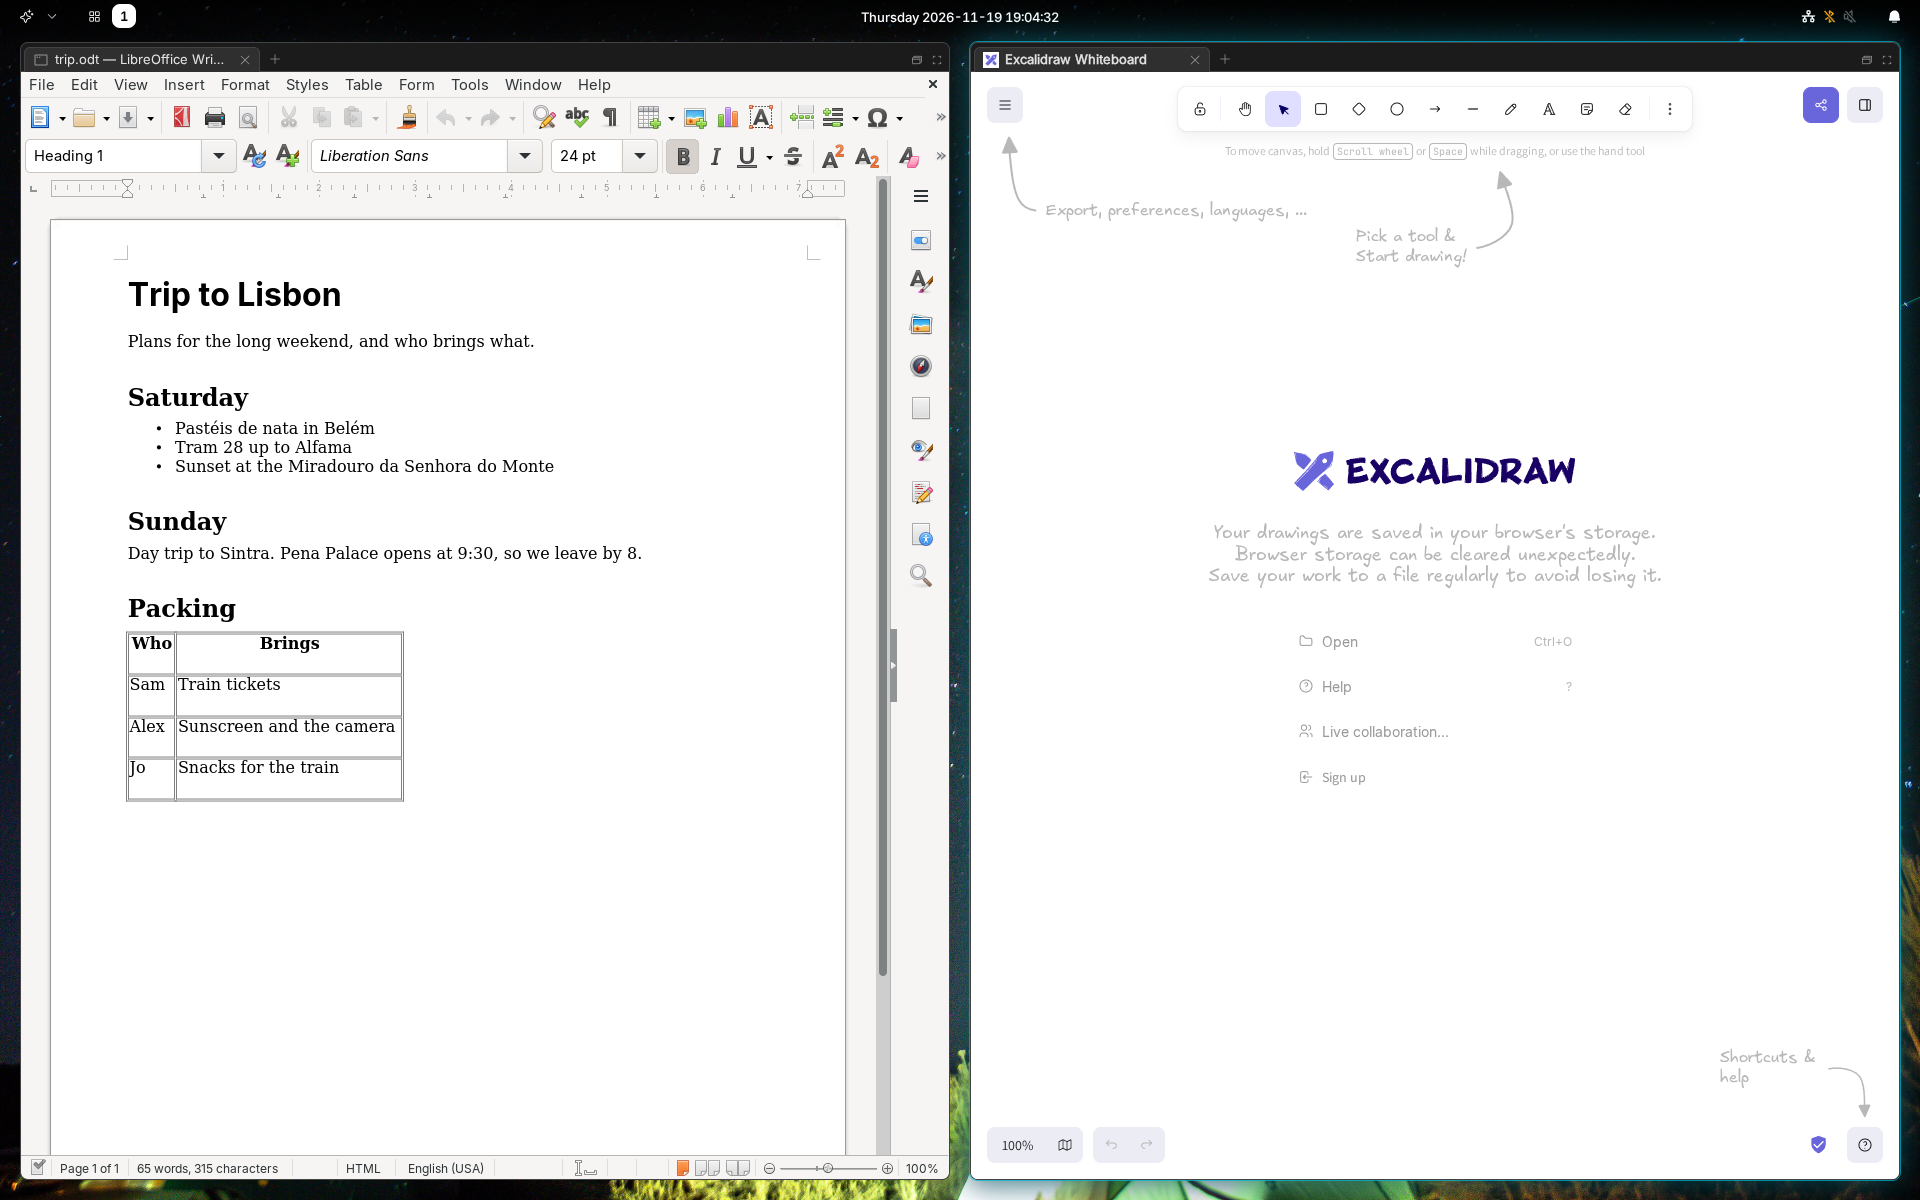 1
Thursday 2026-11-19 19:04:32
trip.odt — LibreOffice Wri...
File Edit View Insert Format Styles Table Form Tools Window Help
Heading 1
Liberation Sans
24 pt
1 2 3 4 5 6 7
Trip to Lisbon
Plans for the long weekend, and who brings what.
Saturday
• Pastéis de nata in Belém
• Tram 28 up to Alfama
• Sunset at the Miradouro da Senhora do Monte
Sunday
Day trip to Sintra. Pena Palace opens at 9:30, so we leave by 8.
Packing
Who Brings
Sam Train tickets
Alex Sunscreen and the camera
Jo Snacks for the train
Page 1 of 1 65 words, 315 characters HTML English (USA) 100%
Excalidraw Whiteboard
To move canvas, hold Scroll wheel or Space while dragging, or use the hand tool
Export, preferences, languages, ...
Pick a tool &
Start drawing!
EXCALIDRAW
Your drawings are saved in your browser's storage.
Browser storage can be cleared unexpectedly.
Save your work to a file regularly to avoid losing it.
Open Ctrl+O
Help ?
Live collaboration...
Sign up
Shortcuts &
help
100%